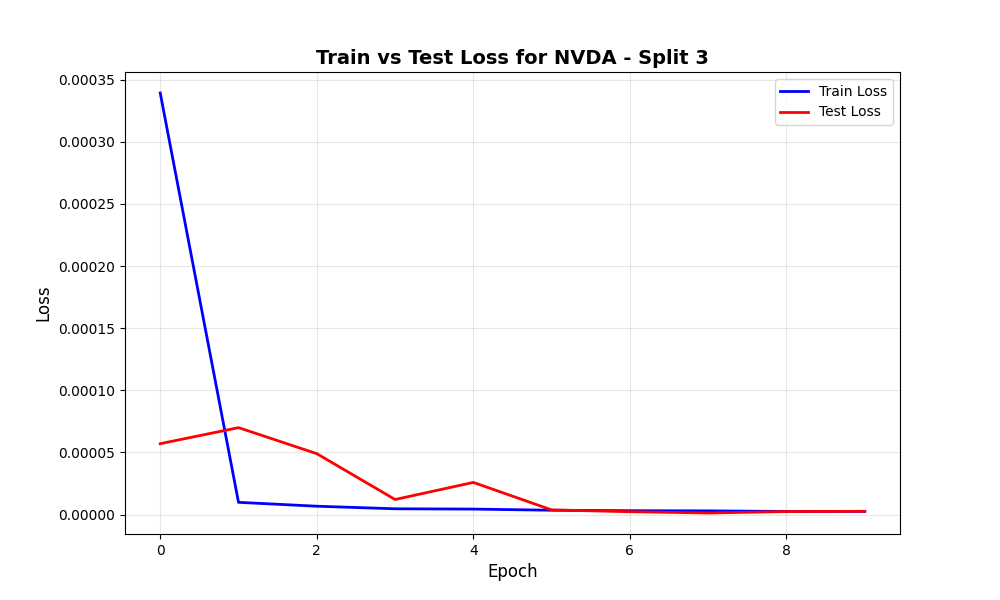 Train vs Test Loss for NVDA - Split 3
Train Loss
Test Loss
0.00035
0.00030
0.00025
0.00020
0.00015
0.00010
0.00005
0.00000
Loss
0 2 4 6 8
Epoch